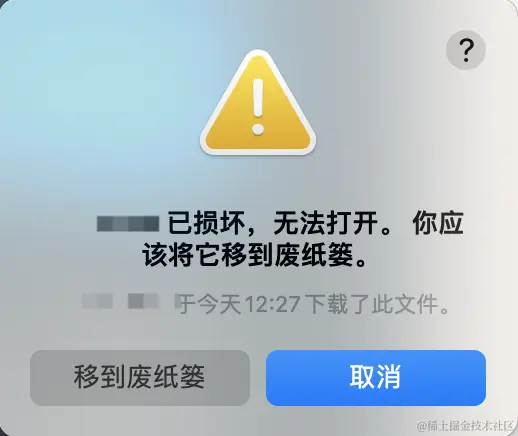 ?
已损坏，无法打开。 你应
该将它移到废纸篓。
于今天12:27下载了此文件。
移到废纸篓
取消
@稀土掘金技术社区